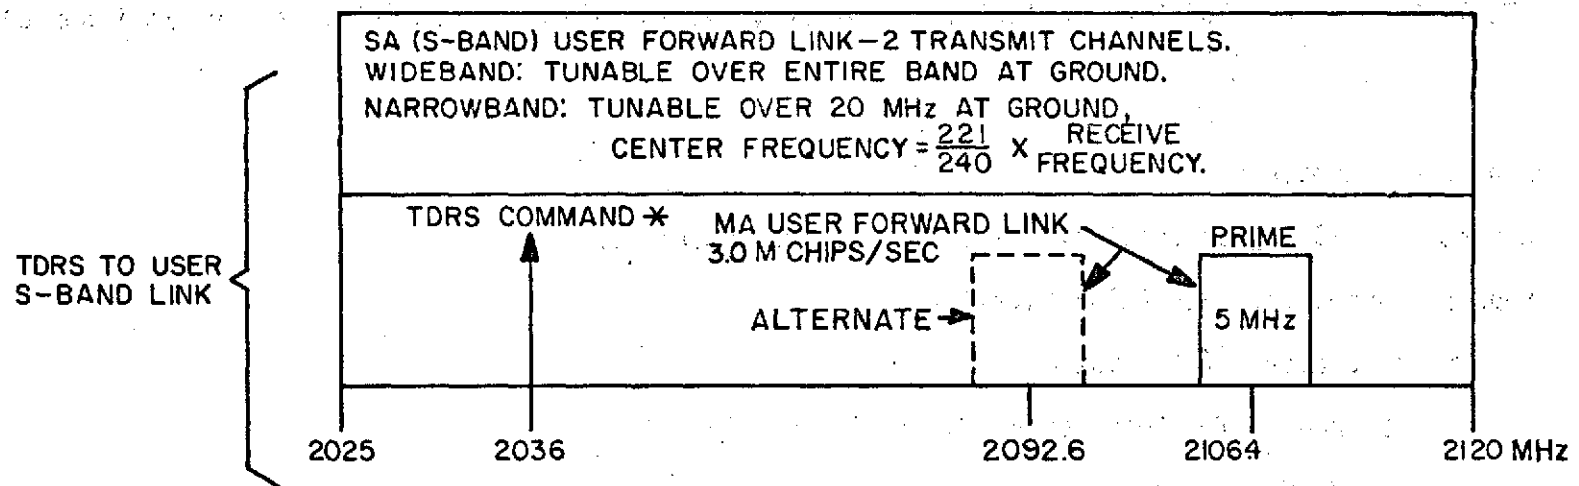 SA (S-BAND) USER FORWARD LINK-2 TRANSMIT CHANNELS.
WIDEBAND: TUNABLE OVER ENTIRE BAND AT GROUND.
NARROWBAND: TUNABLE OVER 20 MHz AT GROUND,
CENTER FREQUENCY = 221/240 X RECEIVE FREQUENCY.
TDRS COMMAND *
MA USER FORWARD LINK
3.0 M CHIPS/SEC
PRIME
TDRS TO USER
S-BAND LINK
ALTERNATE
5 MHz
2025
2036
2092.6
21064
2120 MHz